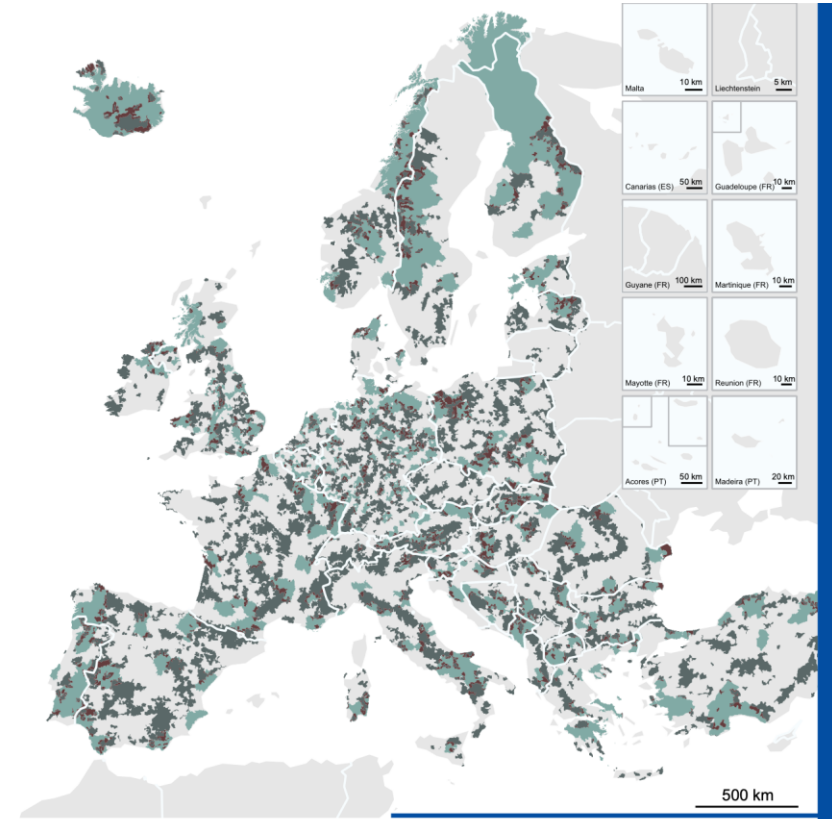 10 km
Malta
5 km
Liechtenstein
50 km
Canarias (ES)
10 km
Guadeloupe (FR)
100 km
Guyane (FR)
10 km
Martinique (FR)
10 km
Mayotte (FR)
10 km
Reunion (FR)
50 km
Acores (PT)
20 km
Madeira (PT)
500 km